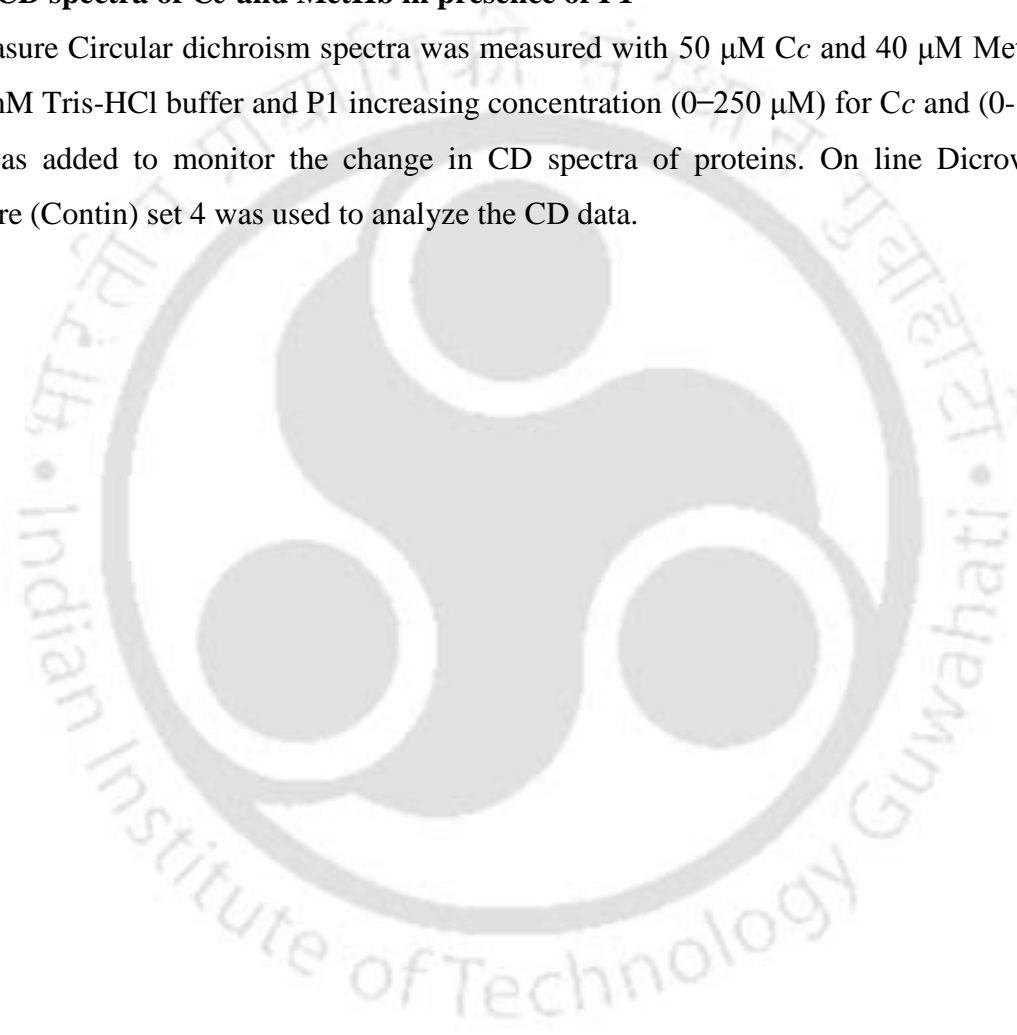 CD spectra of Cc and MetHb in presence of P1
asure Circular dichroism spectra was measured with 50 μM Cc and 40 μM Me
mM Tris-HCl buffer and P1 increasing concentration (0−250 μM) for Cc and (0-
as added to monitor the change in CD spectra of proteins. On line Dicrow
re (Contin) set 4 was used to analyze the CD data.
भारतीय प्रौद्योगिकी संस्थान गुवाहाटी
• Indian Institute of Technology Guwahati •